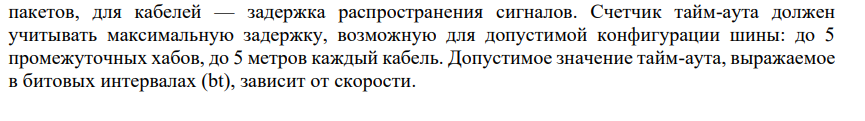 пакетов, для кабелей — задержка распространения сигналов. Счетчик тайм-аута должен
учитывать максимальную задержку, возможную для допустимой конфигурации шины: до 5
промежуточных хабов, до 5 метров каждый кабель. Допустимое значение тайм-аута, выражаемое
в битовых интервалах (bt), зависит от скорости.